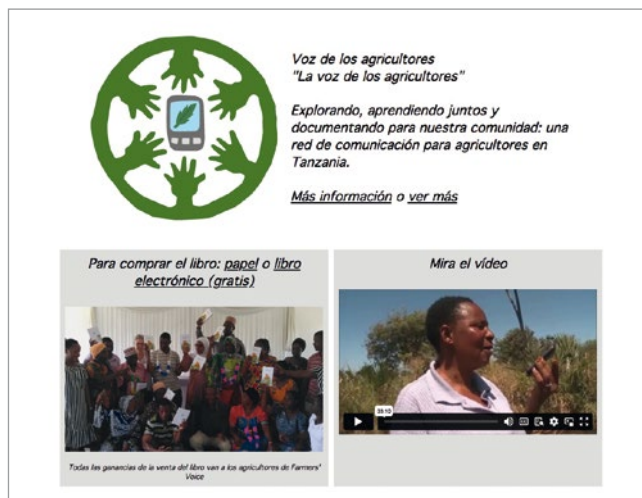 Voz de los agricultores
"La voz de los agricultores"
Explorando, aprendiendo juntos y
documentando para nuestra comunidad: una
red de comunicación para agricultores en
Tanzania.
Más información o ver más
Para comprar el libro: papel o libro
electrónico (gratis)
Todas las ganancias de la venta del libro van a los agricultores de Farmers'
Voice
Mira el vídeo